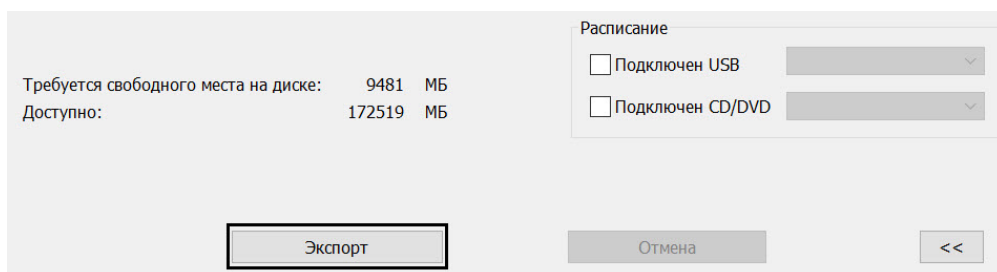 Расписание
Подключен USB
Требуется свободного места на диске: 9481 МБ
Доступно: 172519 МБ
Подключен CD/DVD
Экспорт
Отмена
<<